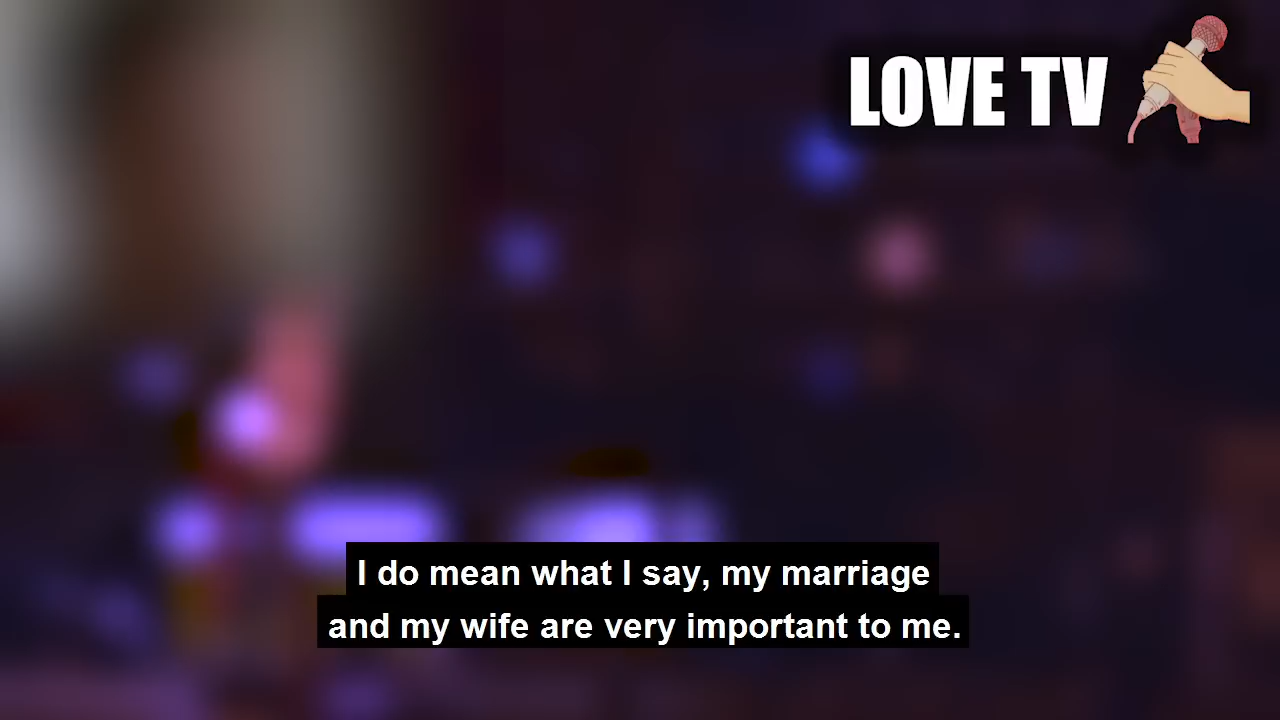 LOVE TV
I do mean what I say, my marriage
and my wife are very important to me.